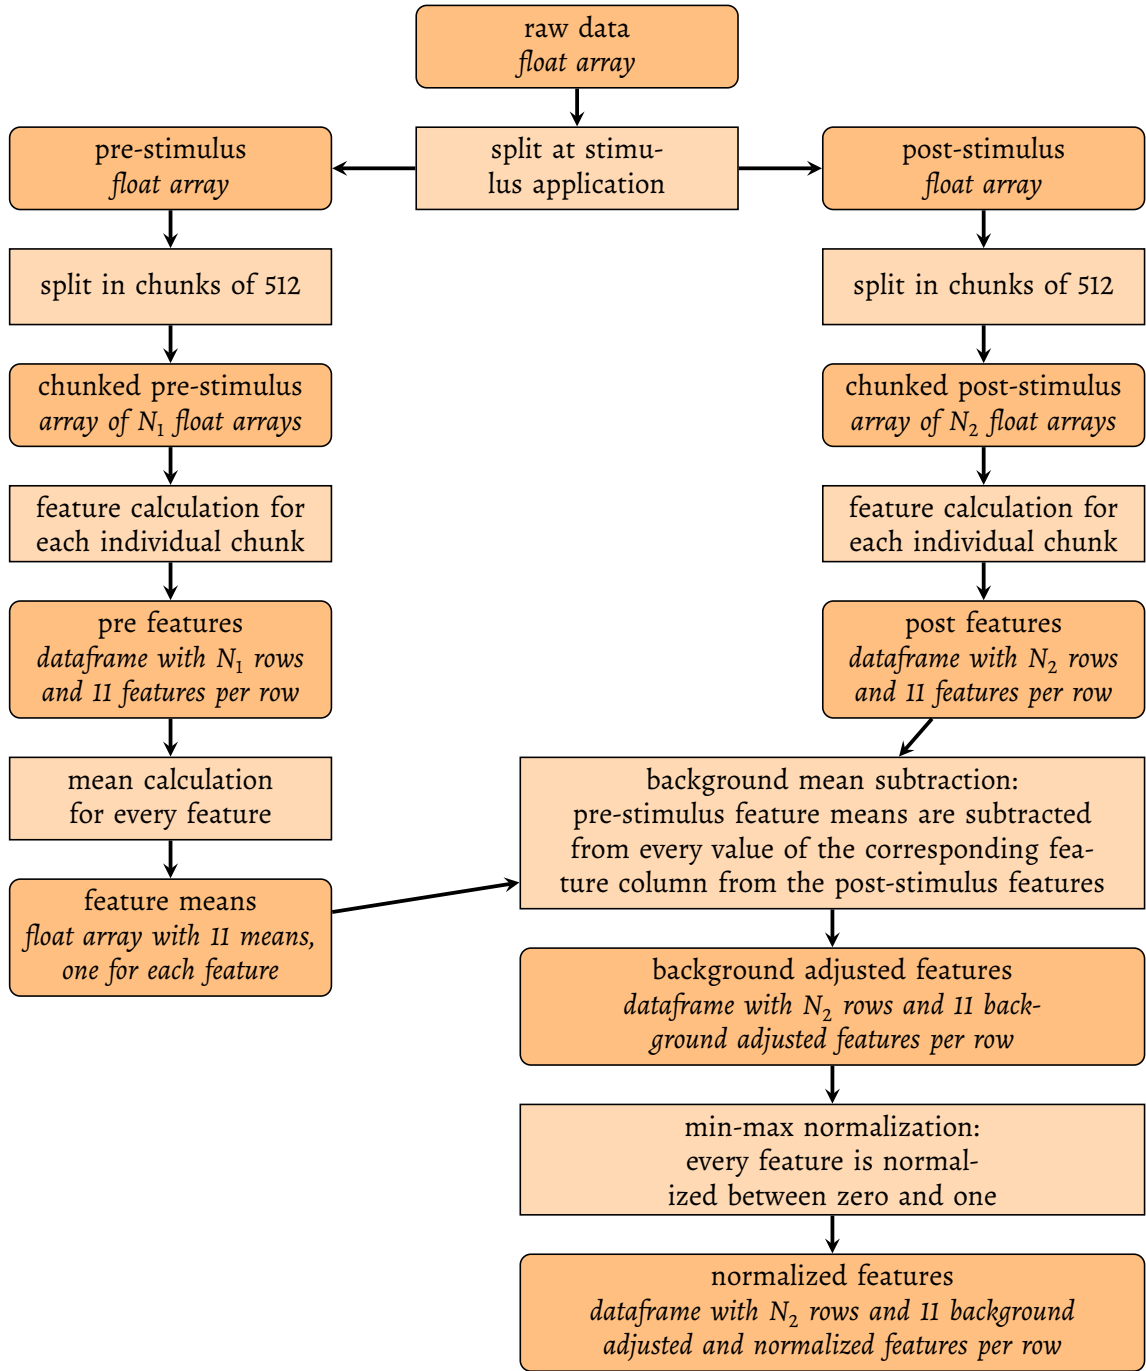 raw data
float array
pre-stimulus
float array
split at stimu-
lus application
post-stimulus
float array
split in chunks of 512
split in chunks of 512
chunked pre-stimulus
array of N₁ float arrays
chunked post-stimulus
array of N₂ float arrays
feature calculation for
each individual chunk
feature calculation for
each individual chunk
pre features
dataframe with N₁ rows
and 11 features per row
post features
dataframe with N₂ rows
and 11 features per row
mean calculation
for every feature
background mean subtraction:
pre-stimulus feature means are subtracted
from every value of the corresponding fea-
ture column from the post-stimulus features
feature means
float array with 11 means,
one for each feature
background adjusted features
dataframe with N₂ rows and 11 back-
ground adjusted features per row
min-max normalization:
every feature is normal-
ized between zero and one
normalized features
dataframe with N₂ rows and 11 background
adjusted and normalized features per row